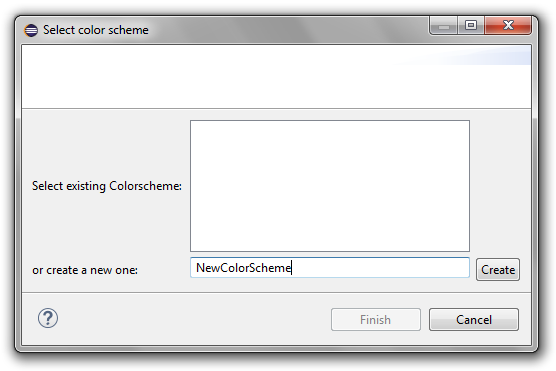 Select color scheme
Select existing Colorscheme:
or create a new one:
NewColorScheme
Create
?
Finish
Cancel